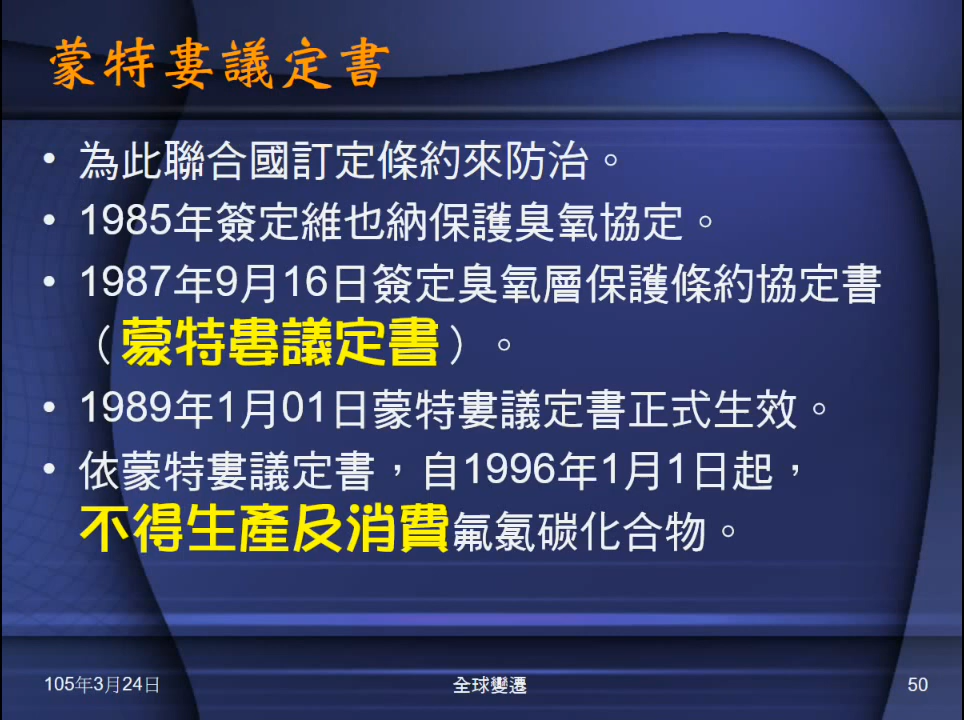 蒙特婁議定書
• 為此聯合國訂定條約來防治。
• 1985年簽定維也納保護臭氧協定。
• 1987年9月16日簽定臭氧層保護條約協定書
（蒙特婁議定書）。
• 1989年1月01日蒙特婁議定書正式生效。
• 依蒙特婁議定書，自1996年1月1日起，
不得生產及消費氟氯碳化合物。
105年3月24日
全球變遷
50